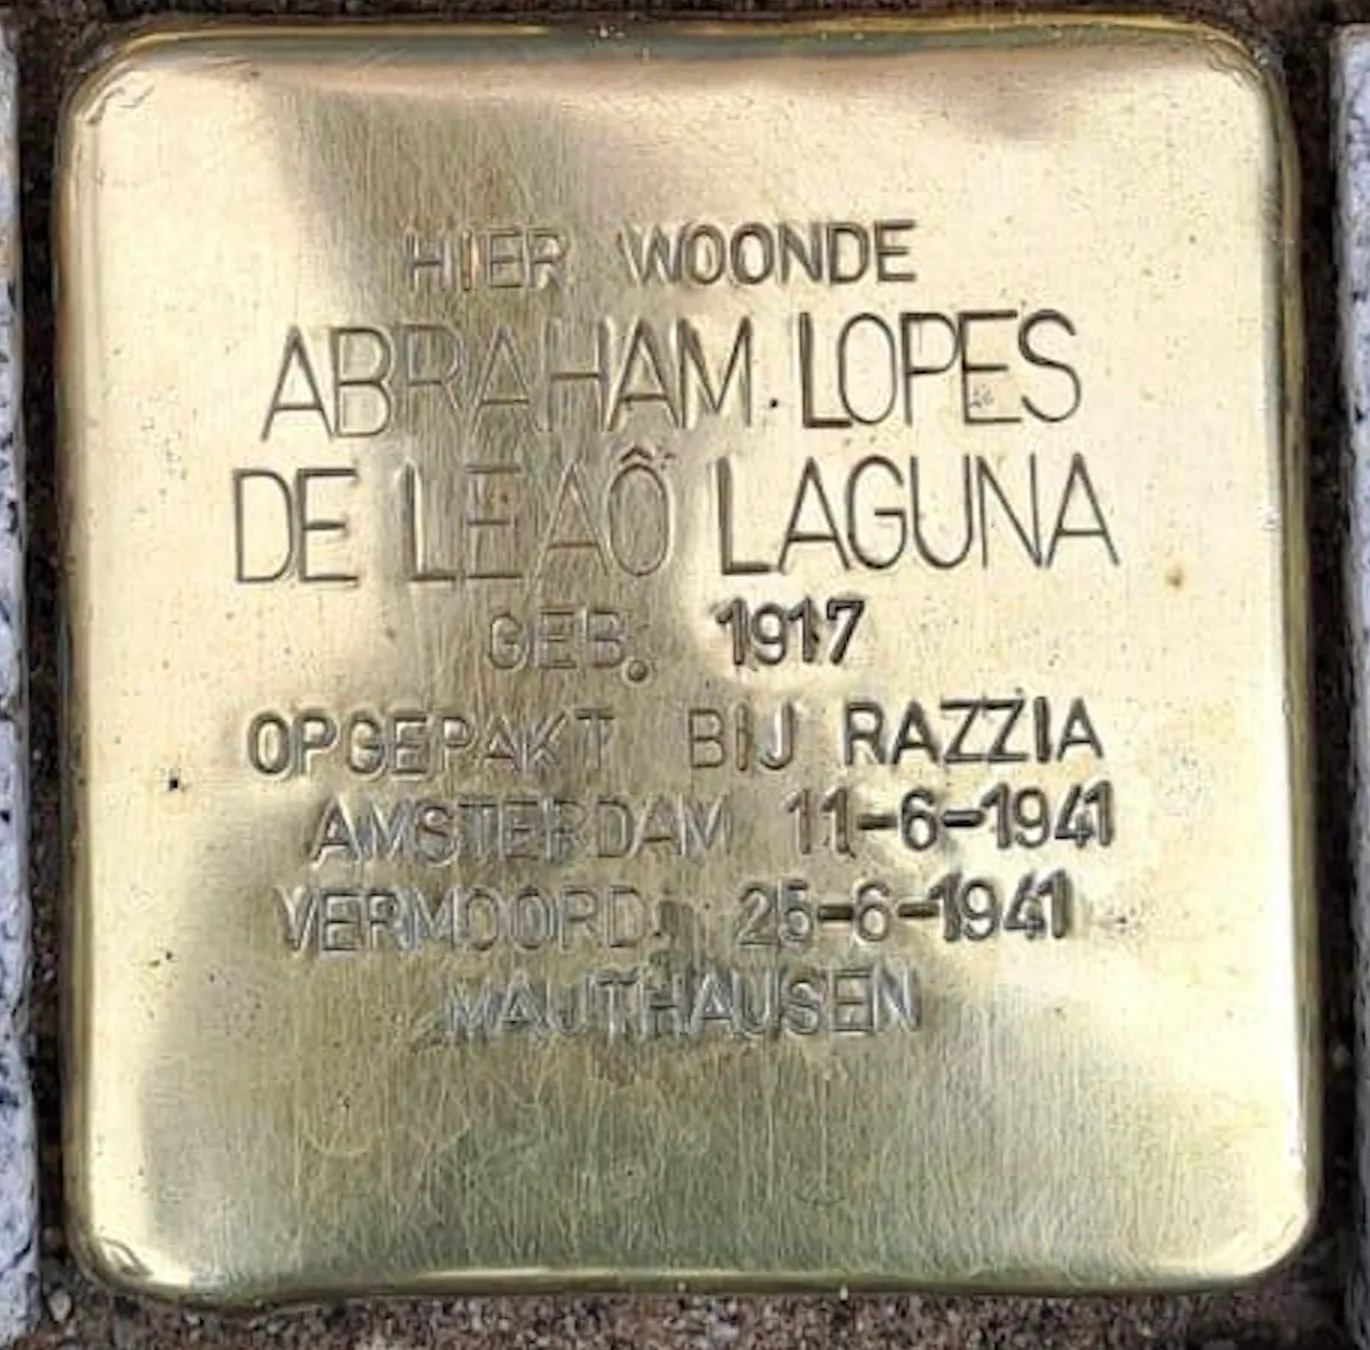 HIER WOONDE
ABRAHAM LOPES
DE LEAÔ LAGUNA
GEB. 1917
OPGEPAKT BIJ RAZZIA
AMSTERDAM 11-6-1941
VERMOORD 25-6-1941
MAUTHAUSEN